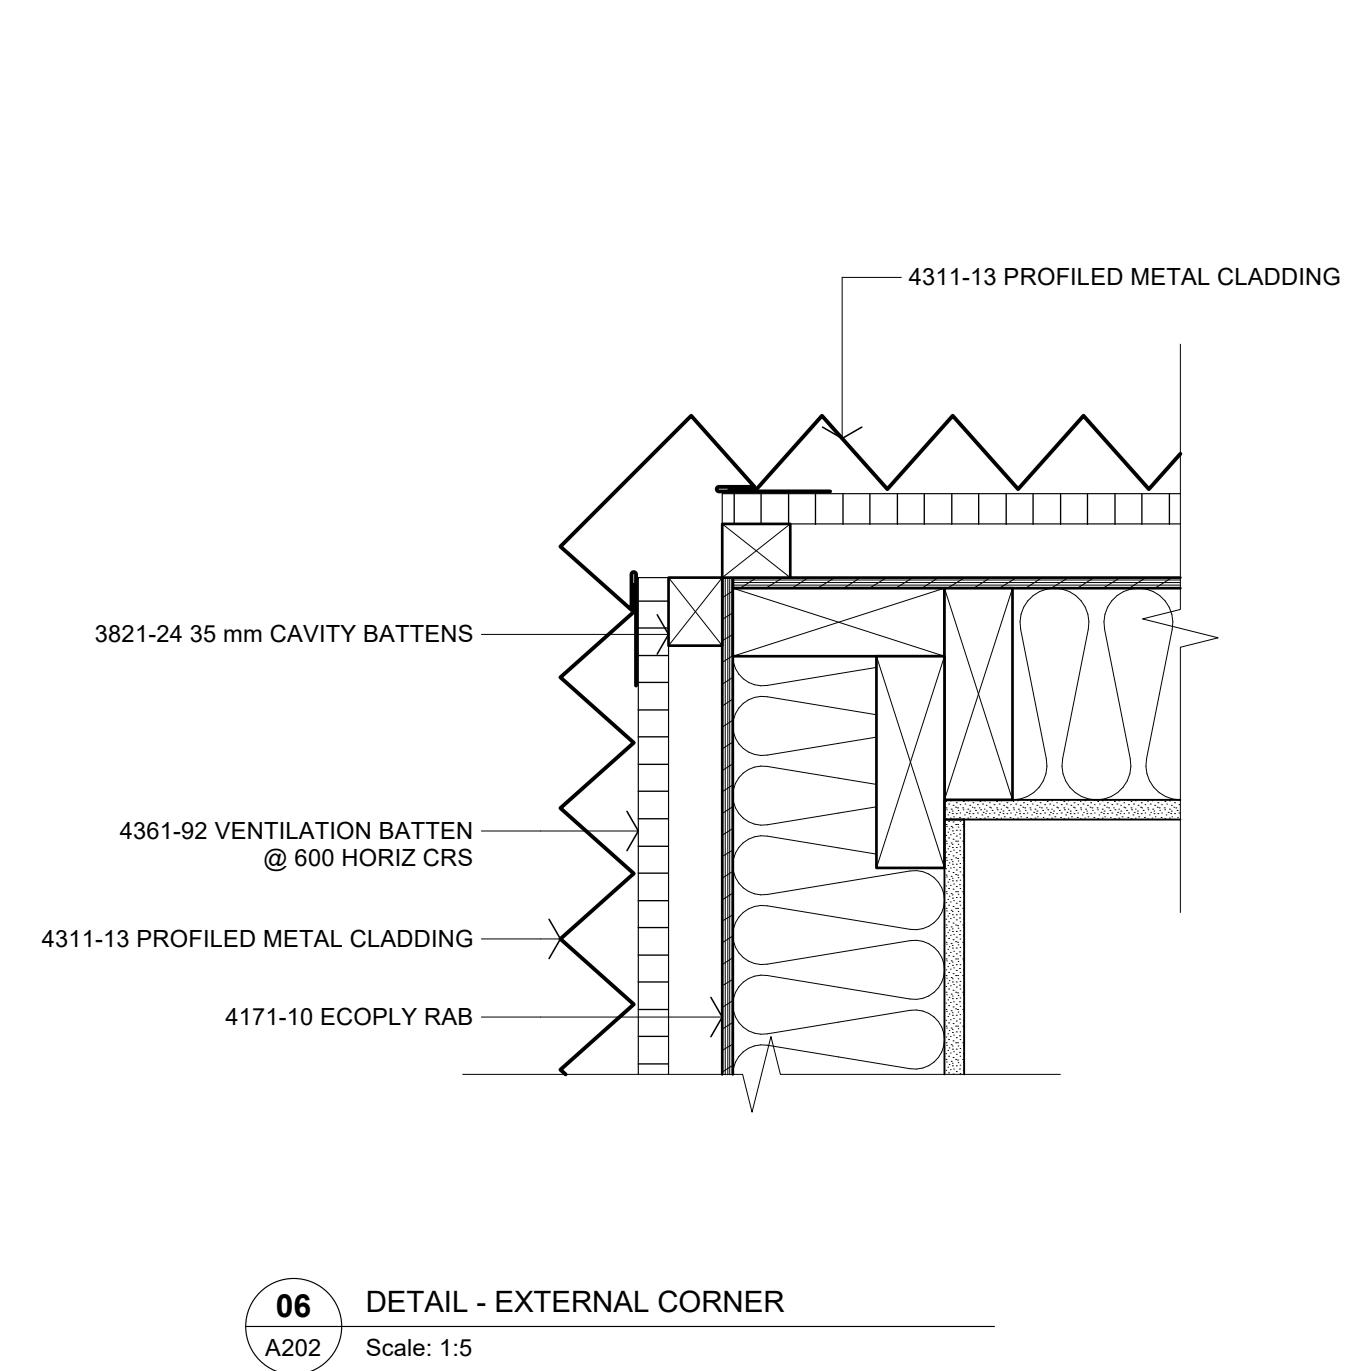 4311-13 PROFILED METAL CLADDING
3821-24 35 mm CAVITY BATTENS
4361-92 VENTILATION BATTEN
@ 600 HORIZ CRS
4311-13 PROFILED METAL CLADDING
4171-10 ECOPLY RAB
06
DETAIL - EXTERNAL CORNER
A202
Scale: 1:5